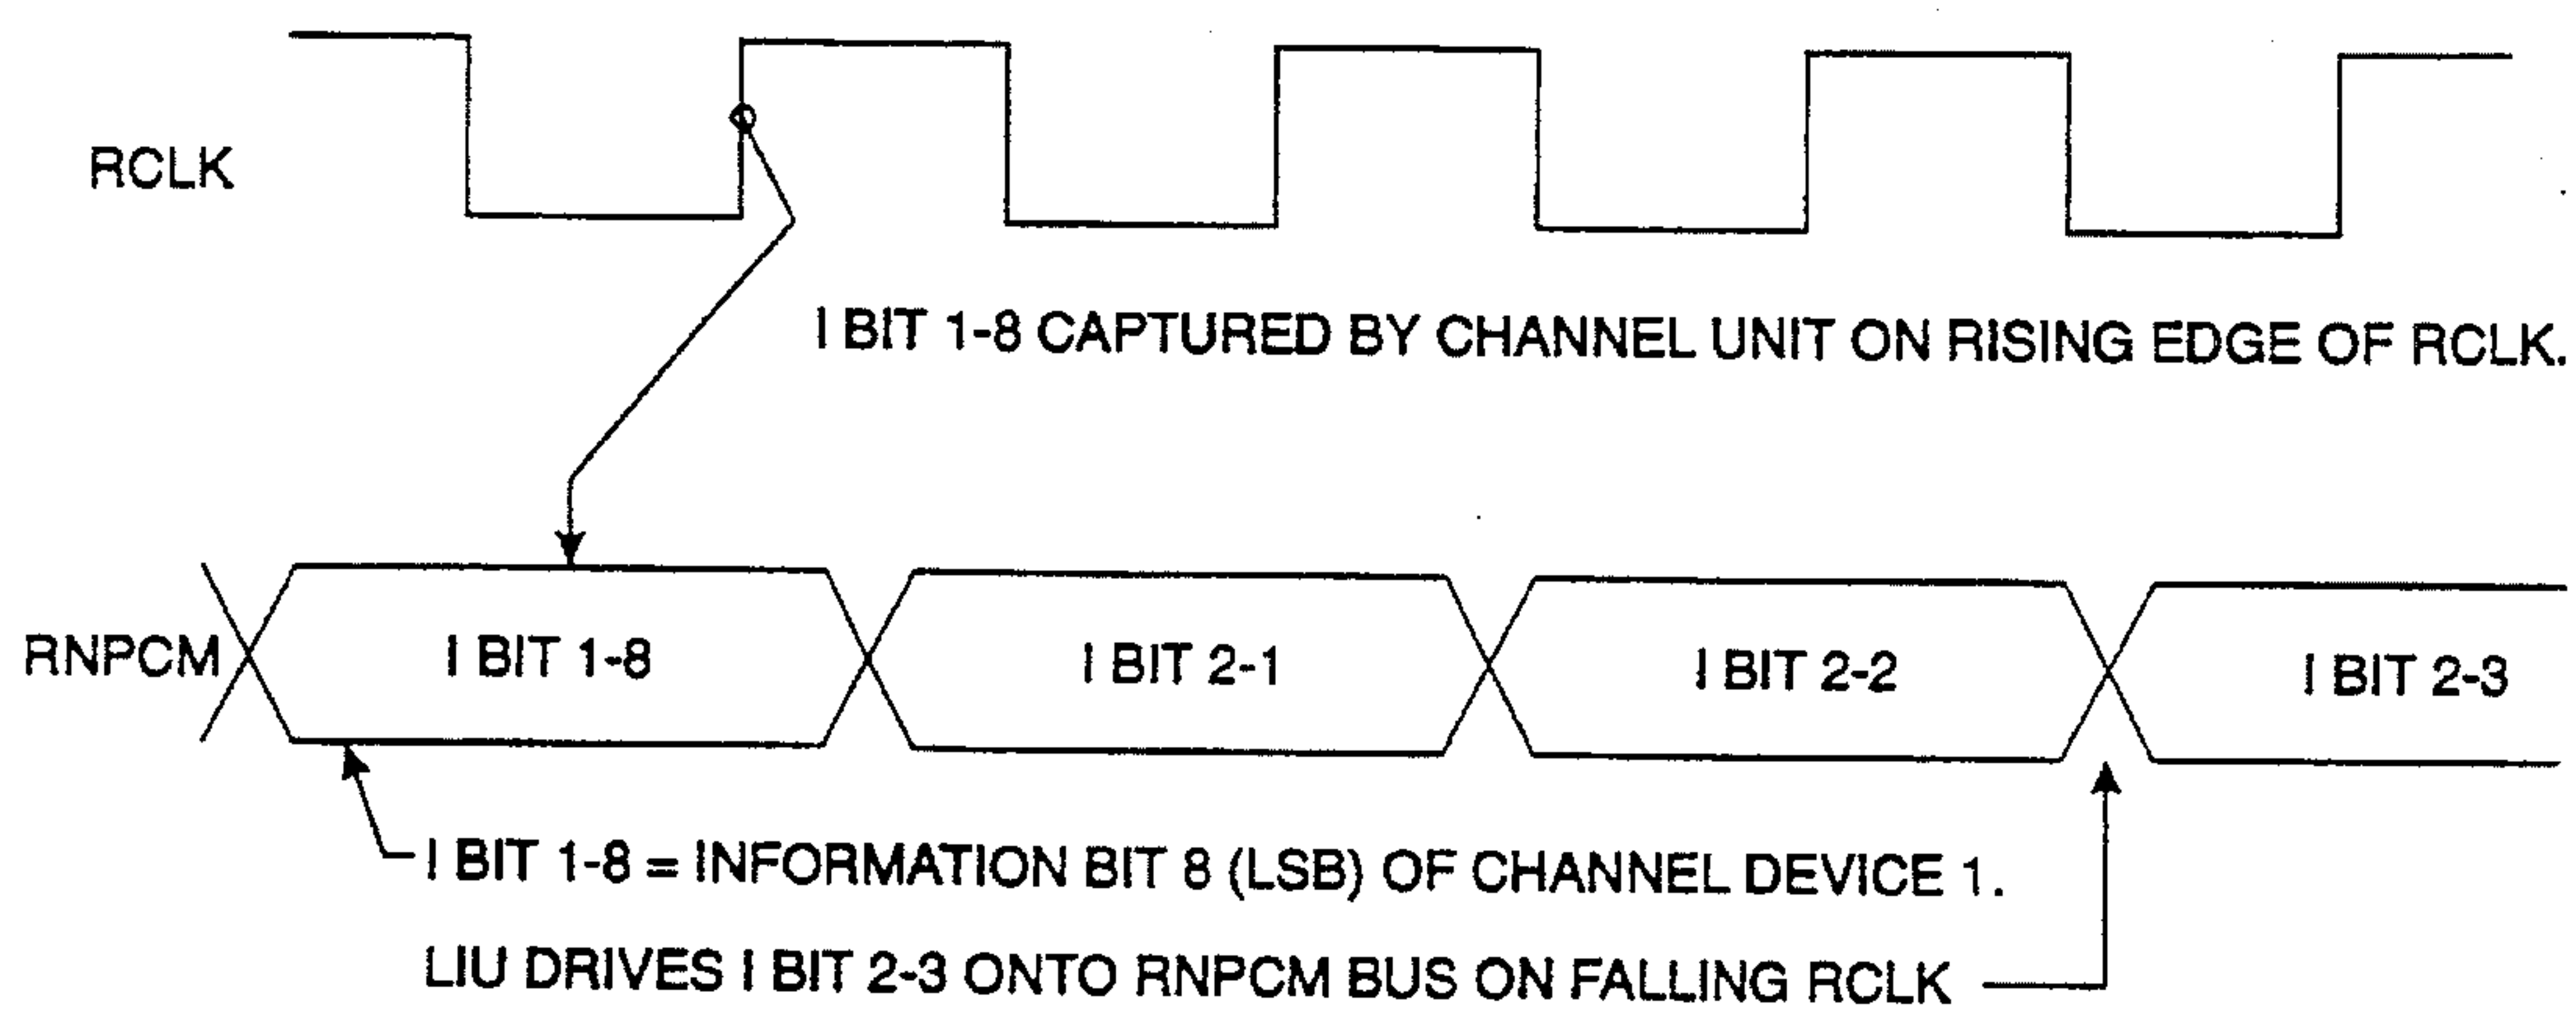 RCLK
I BIT 1-8 CAPTURED BY CHANNEL UNIT ON RISING EDGE OF RCLK.
RNPCM
I BIT 1-8
I BIT 2-1
I BIT 2-2
I BIT 2-3
I BIT 1-8 = INFORMATION BIT 8 (LSB) OF CHANNEL DEVICE 1.
LIU DRIVES I BIT 2-3 ONTO RNPCM BUS ON FALLING RCLK